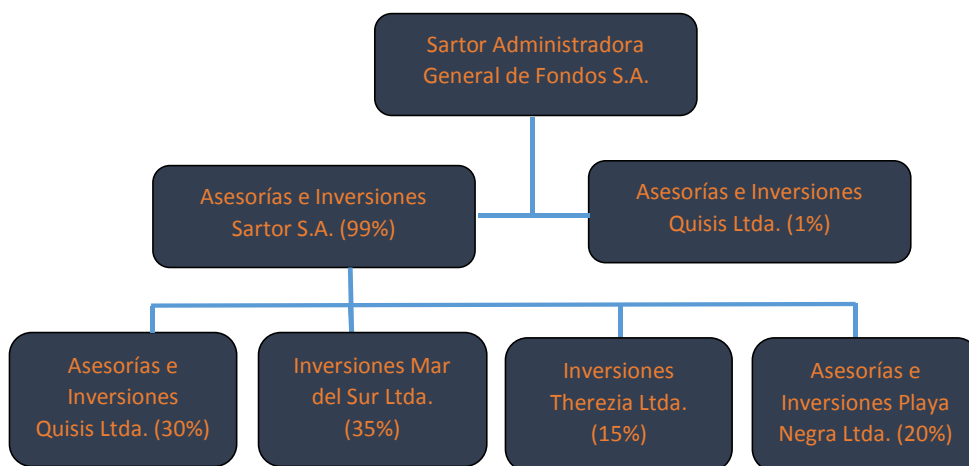 Sartor Administradora
General de Fondos S.A.
Asesorías e Inversiones
Sartor S.A. (99%)
Asesorías e Inversiones
Quisis Ltda. (1%)
Asesorías e
Inversiones
Quisis Ltda. (30%)
Inversiones Mar
del Sur Ltda.
(35%)
Inversiones
Therezia Ltda.
(15%)
Asesorías e
Inversiones Playa
Negra Ltda. (20%)